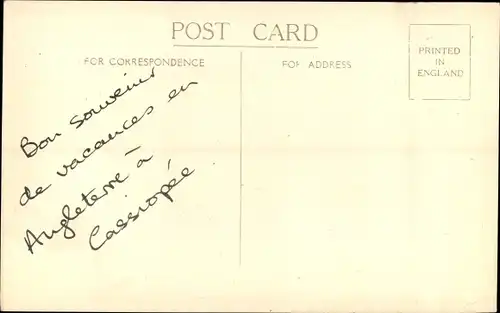 POST CARD
FOR CORRESPONDENCE
FOR ADDRESS
PRINTED
IN
ENGLAND
Bon souvenir
de vacances en
Angleterre à
Cassiopée